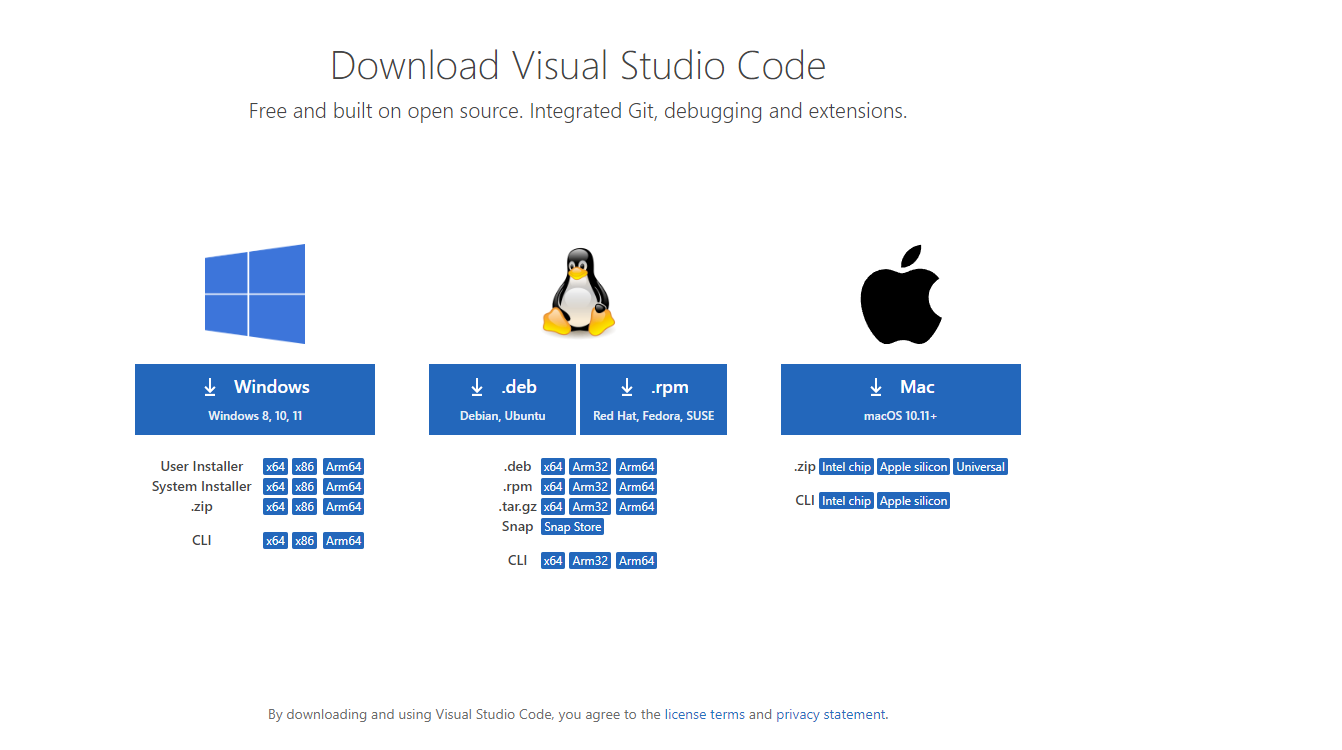 Download Visual Studio Code
Free and built on open source. Integrated Git, debugging and extensions.
Windows
Windows 8, 10, 11
User Installer x64 x86 Arm64
System Installer x64 x86 Arm64
.zip x64 x86 Arm64
CLI x64 x86 Arm64
.deb
Debian, Ubuntu
.rpm
Red Hat, Fedora, SUSE
.deb x64 Arm32 Arm64
.rpm x64 Arm32 Arm64
.tar.gz x64 Arm32 Arm64
Snap Snap Store
CLI x64 Arm32 Arm64
Mac
macOS 10.11+
.zip Intel chip Apple silicon Universal
CLI Intel chip Apple silicon
By downloading and using Visual Studio Code, you agree to the license terms and privacy statement.